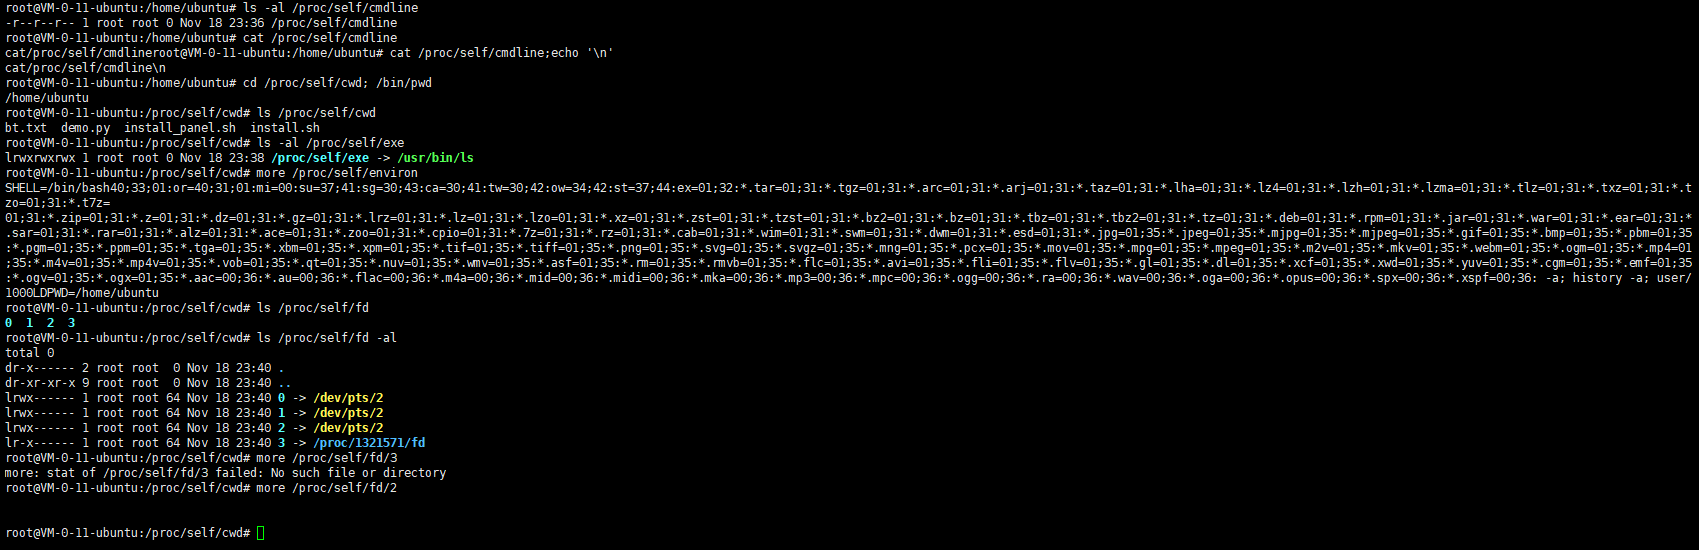 root@VM-0-11-ubuntu:/home/ubuntu# ls -al /proc/self/cmdline
-r--r--r-- 1 root root 0 Nov 18 23:36 /proc/self/cmdline
root@VM-0-11-ubuntu:/home/ubuntu# cat /proc/self/cmdline
cat/proc/self/cmdlineroot@VM-0-11-ubuntu:/home/ubuntu# cat /proc/self/cmdline;echo '\n'
cat/proc/self/cmdline\n
root@VM-0-11-ubuntu:/home/ubuntu# cd /proc/self/cwd; /bin/pwd
/home/ubuntu
root@VM-0-11-ubuntu:/proc/self/cwd# ls /proc/self/cwd
bt.txt  demo.py  install_panel.sh  install.sh
root@VM-0-11-ubuntu:/proc/self/cwd# ls -al /proc/self/exe
lrwxrwxrwx 1 root root 0 Nov 18 23:38 /proc/self/exe -> /usr/bin/ls
root@VM-0-11-ubuntu:/proc/self/cwd# more /proc/self/environ
SHELL=/bin/bash40;33;01:or=40;31;01:mi=00:su=37;41:sg=30;43:ca=30;41:tw=30;42:ow=34;42:st=37;44:ex=01;32:*.tar=01;31:*.tgz=01;31:*.arc=01;31:*.arj=01;31:*.taz=01;31:*.lha=01;31:*.lz4=01;31:*.lzh=01;31:*.lzma=01;31:*.tlz=01;31:*.txz=01;31:*.t
zo=01;31:*.t7z=
01;31:*.zip=01;31:*.z=01;31:*.dz=01;31:*.gz=01;31:*.lrz=01;31:*.lz=01;31:*.lzo=01;31:*.xz=01;31:*.zst=01;31:*.tzst=01;31:*.bz2=01;31:*.bz=01;31:*.tbz=01;31:*.tbz2=01;31:*.tz=01;31:*.deb=01;31:*.rpm=01;31:*.jar=01;31:*.war=01;31:*.ear=01;31:*
.sar=01;31:*.rar=01;31:*.alz=01;31:*.ace=01;31:*.zoo=01;31:*.cpio=01;31:*.7z=01;31:*.rz=01;31:*.cab=01;31:*.wim=01;31:*.swm=01;31:*.dwm=01;31:*.esd=01;31:*.jpg=01;35:*.jpeg=01;35:*.mjpg=01;35:*.mjpeg=01;35:*.gif=01;35:*.bmp=01;35:*.pbm=01;35
:*.pgm=01;35:*.ppm=01;35:*.tga=01;35:*.xbm=01;35:*.xpm=01;35:*.tif=01;35:*.tiff=01;35:*.png=01;35:*.svg=01;35:*.svgz=01;35:*.mng=01;35:*.pcx=01;35:*.mov=01;35:*.mpg=01;35:*.mpeg=01;35:*.m2v=01;35:*.mkv=01;35:*.webm=01;35:*.ogm=01;35:*.mp4=01
;35:*.m4v=01;35:*.mp4v=01;35:*.vob=01;35:*.qt=01;35:*.nuv=01;35:*.wmv=01;35:*.asf=01;35:*.rm=01;35:*.rmvb=01;35:*.flc=01;35:*.avi=01;35:*.fli=01;35:*.flv=01;35:*.gl=01;35:*.dl=01;35:*.xcf=01;35:*.xwd=01;35:*.yuv=01;35:*.cgm=01;35:*.emf=01;35
:*.ogv=01;35:*.ogx=01;35:*.aac=00;36:*.au=00;36:*.flac=00;36:*.m4a=00;36:*.mid=00;36:*.midi=00;36:*.mka=00;36:*.mp3=00;36:*.mpc=00;36:*.ogg=00;36:*.ra=00;36:*.wav=00;36:*.oga=00;36:*.opus=00;36:*.spx=00;36:*.xspf=00;36: -a; history -a; user/
1000LDPWD=/home/ubuntu
root@VM-0-11-ubuntu:/proc/self/cwd# ls /proc/self/fd
0  1  2  3
root@VM-0-11-ubuntu:/proc/self/cwd# ls /proc/self/fd -al
total 0
dr-x------ 2 root root  0 Nov 18 23:40 .
dr-xr-xr-x 9 root root  0 Nov 18 23:40 ..
lrwx------ 1 root root 64 Nov 18 23:40 0 -> /dev/pts/2
lrwx------ 1 root root 64 Nov 18 23:40 1 -> /dev/pts/2
lrwx------ 1 root root 64 Nov 18 23:40 2 -> /dev/pts/2
lr-x------ 1 root root 64 Nov 18 23:40 3 -> /proc/1321571/fd
root@VM-0-11-ubuntu:/proc/self/cwd# more /proc/self/fd/3
more: stat of /proc/self/fd/3 failed: No such file or directory
root@VM-0-11-ubuntu:/proc/self/cwd# more /proc/self/fd/2
root@VM-0-11-ubuntu:/proc/self/cwd#